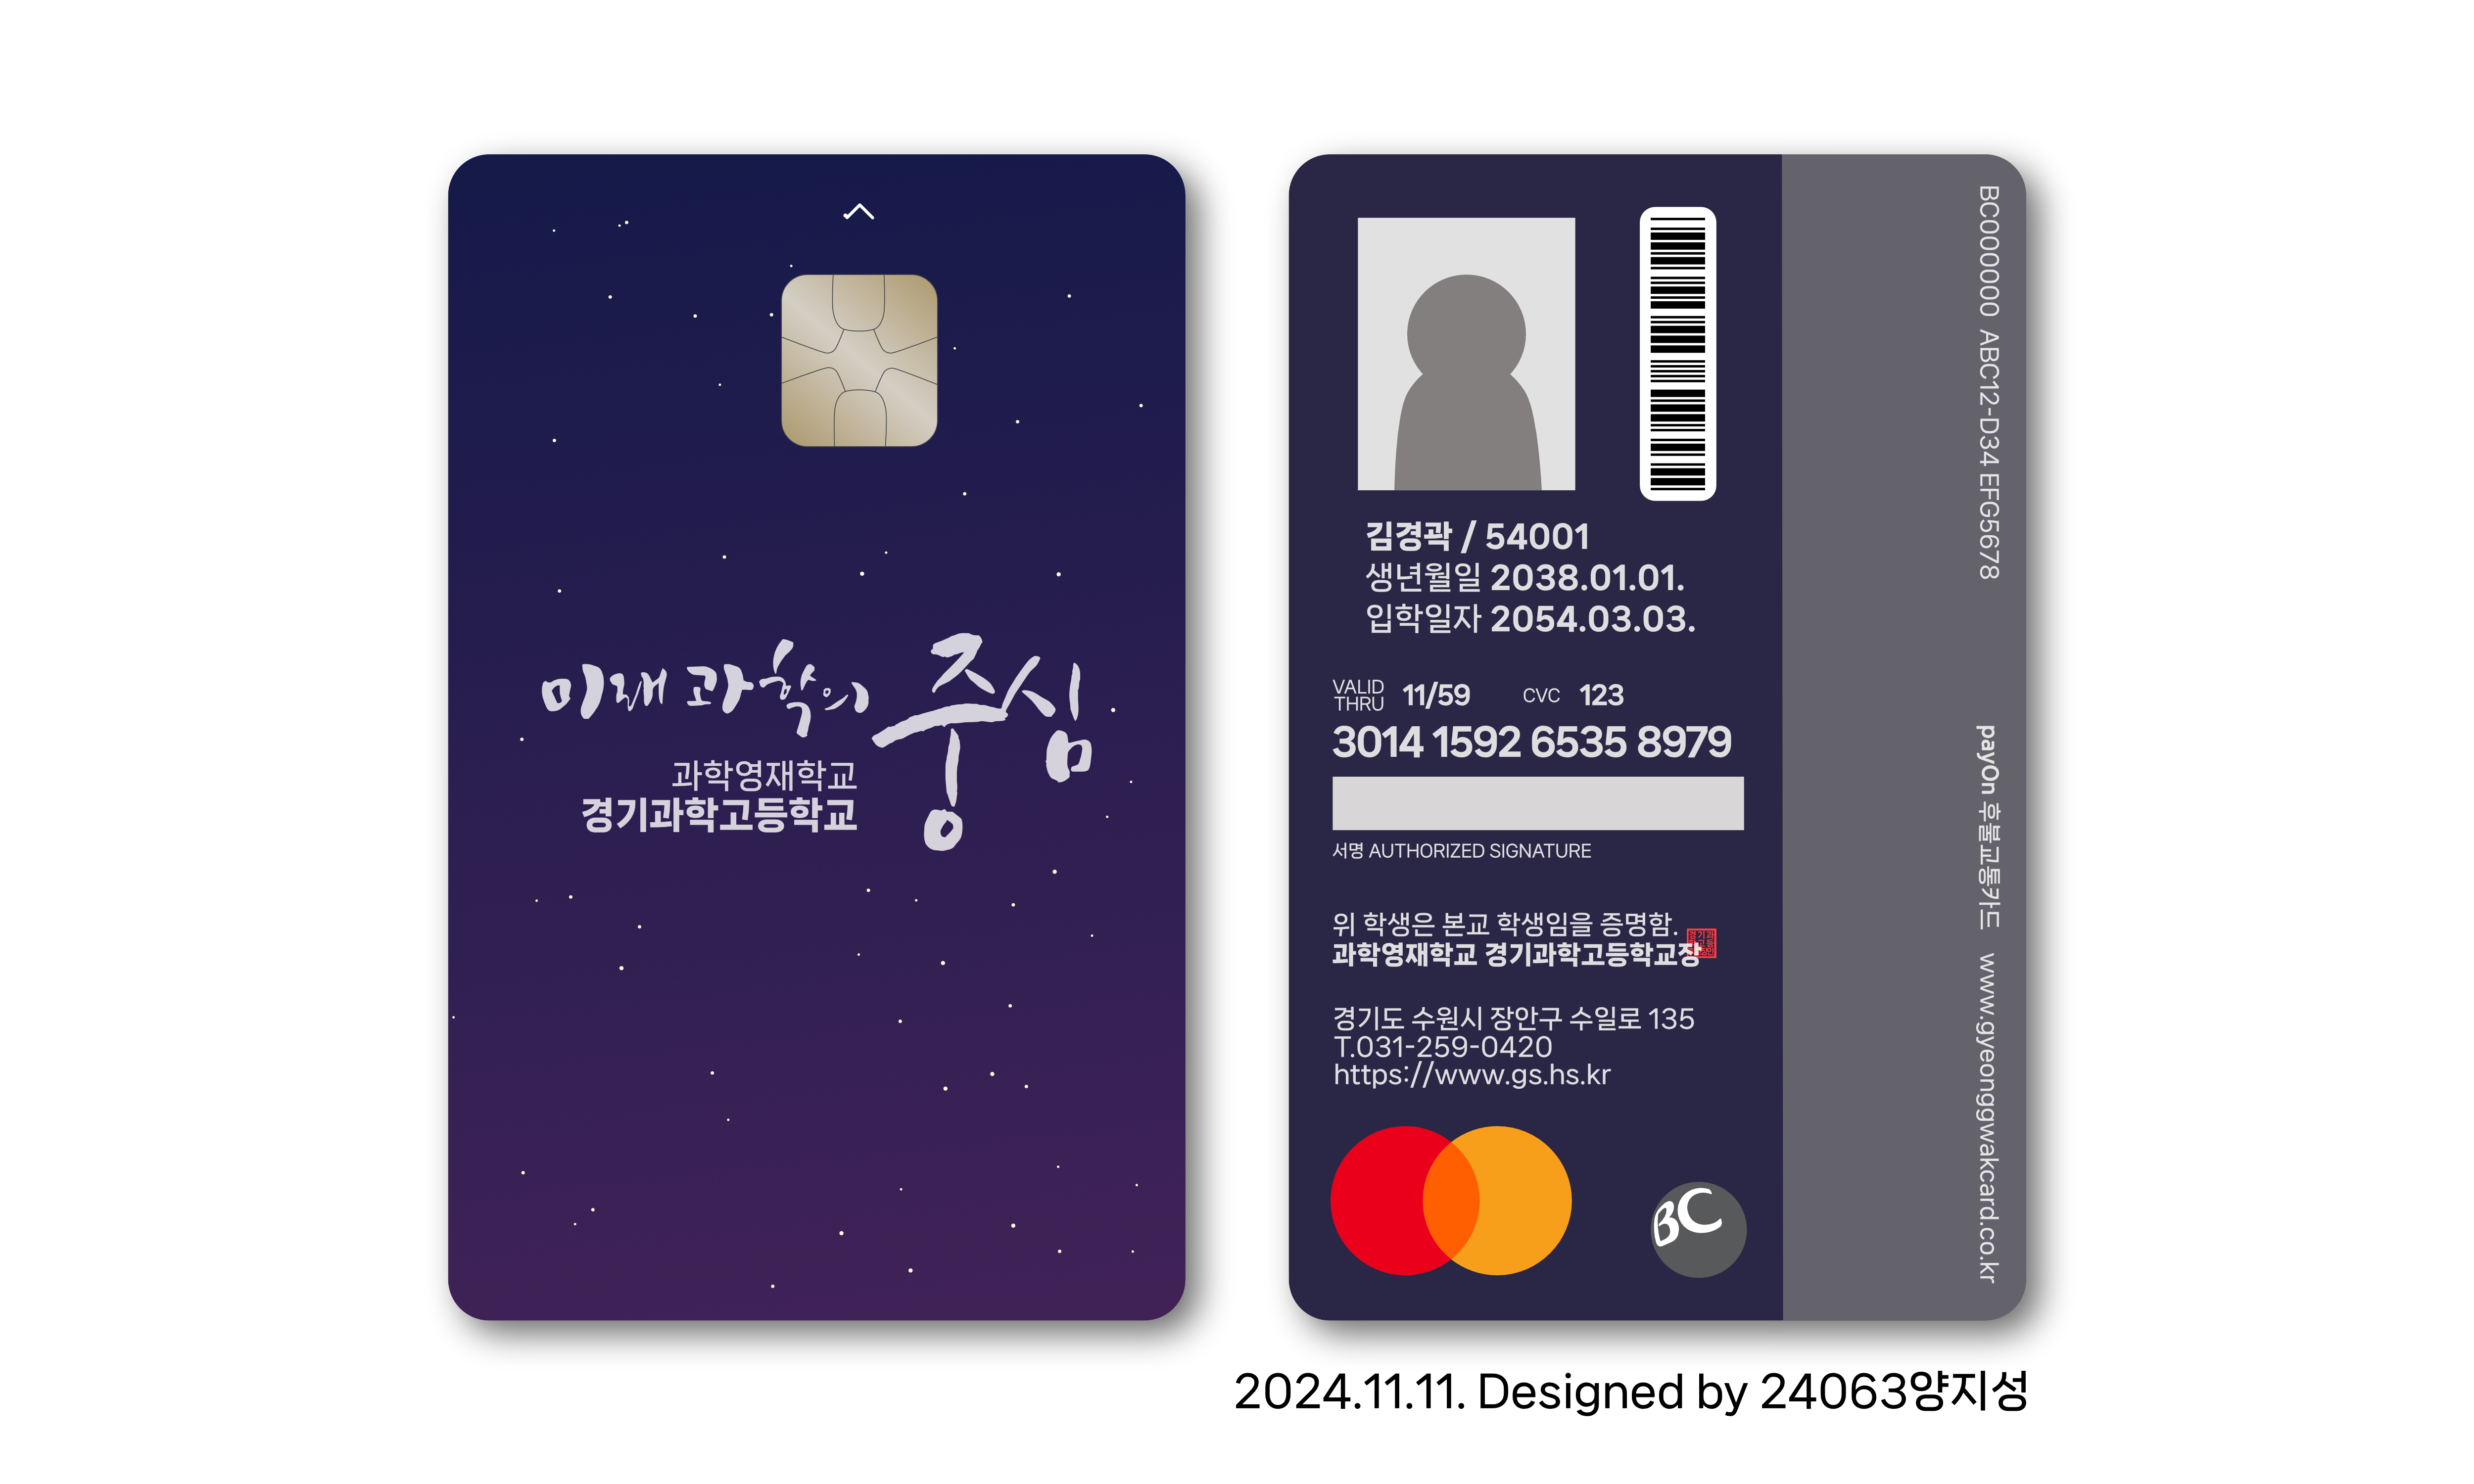 미래 과학의 중심
과학영재학교
경기과학고등학교
김경곽 / 54001
생년월일 2038.01.01.
입학일자 2054.03.03.
VALID THRU 11/59 CVC 123
3014 1592 6535 8979
서명 AUTHORIZED SIGNATURE
위 학생은 본교 학생임을 증명함.
과학영재학교 경기과학고등학교장
경기도 수원시 장안구 수일로 135
T.031-259-0420
https://www.gs.hs.kr
BC
BC000000 ABC12-D34 EFG5678
payOn 후불교통카드 www.gyeonggwakcard.co.kr
2024.11.11. Designed by 24063양지성